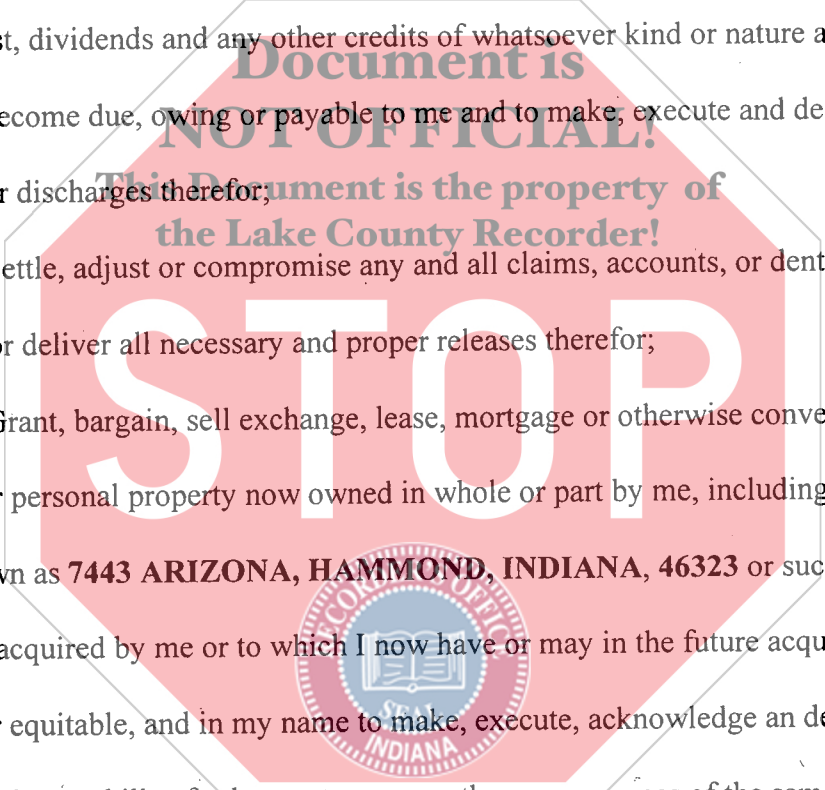 st, dividends and any other credits of whatsoever kind or nature a
Document is
ecome due, owing or payable to me and to make, execute and de
NOT OFFICIAL!
r discharges therefor;
This Document is the property of
the Lake County Recorder!
ettle, adjust or compromise any and all claims, accounts, or dent
STOP
or deliver all necessary and proper releases therefor;
Grant, bargain, sell exchange, lease, mortgage or otherwise conve
r personal property now owned in whole or part by me, including
wn as 7443 ARIZONA, HAMMOND, INDIANA, 46323 or suc
RECORDER'S OFFICE
acquired by me or to which I now have or may in the future acqu
SEAL
r equitable, and in my name to make, execute, acknowledge an de
INDIANA